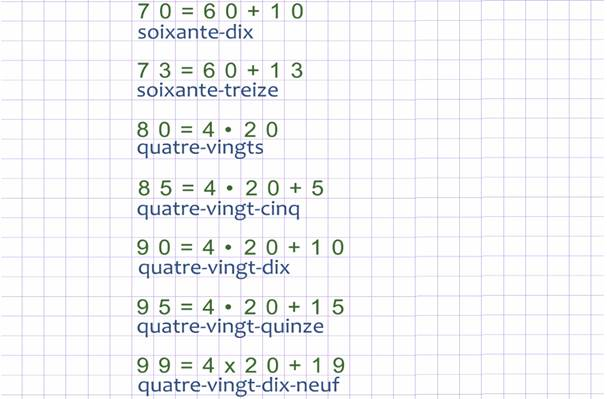 70=60+10
soixante-dix
73=60+13
soixante-treize
80=4•20
quatre-vingts
85=4•20+5
quatre-vingt-cinq
90=4•20+10
quatre-vingt-dix
95=4•20+15
quatre-vingt-quinze
99=4x20+19
quatre-vingt-dix-neuf